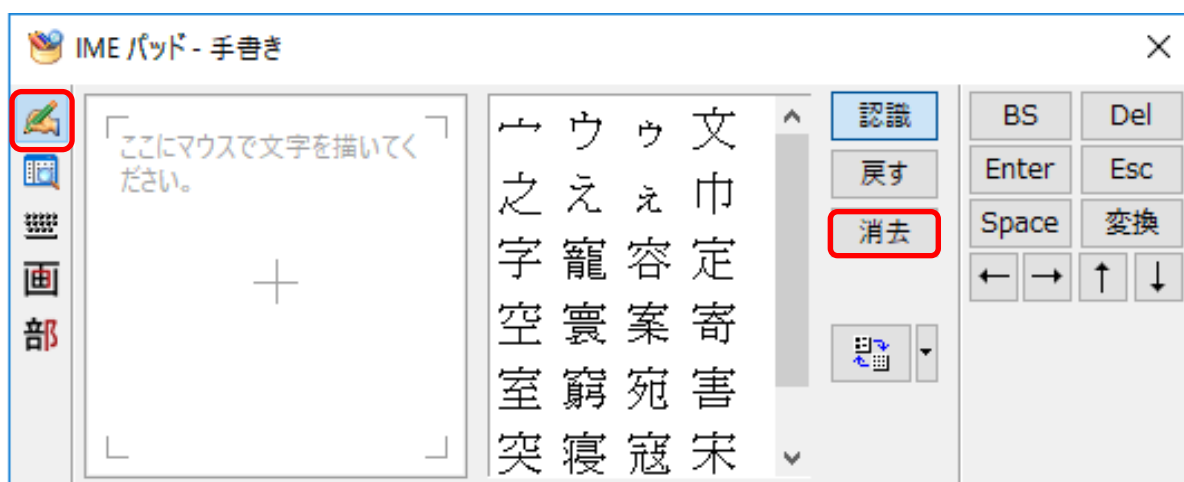 IME パッド - 手書き
ここにマウスで文字を描いてく
ださい。
画
部
亠 ウ ゥ 文
之 え ぇ 巾
字 寵 容 定
空 寰 案 寄
室 窮 宛 害
突 寝 寇 宋
認識
戻す
消去
BS Del
Enter Esc
Space 変換
← → ↑ ↓